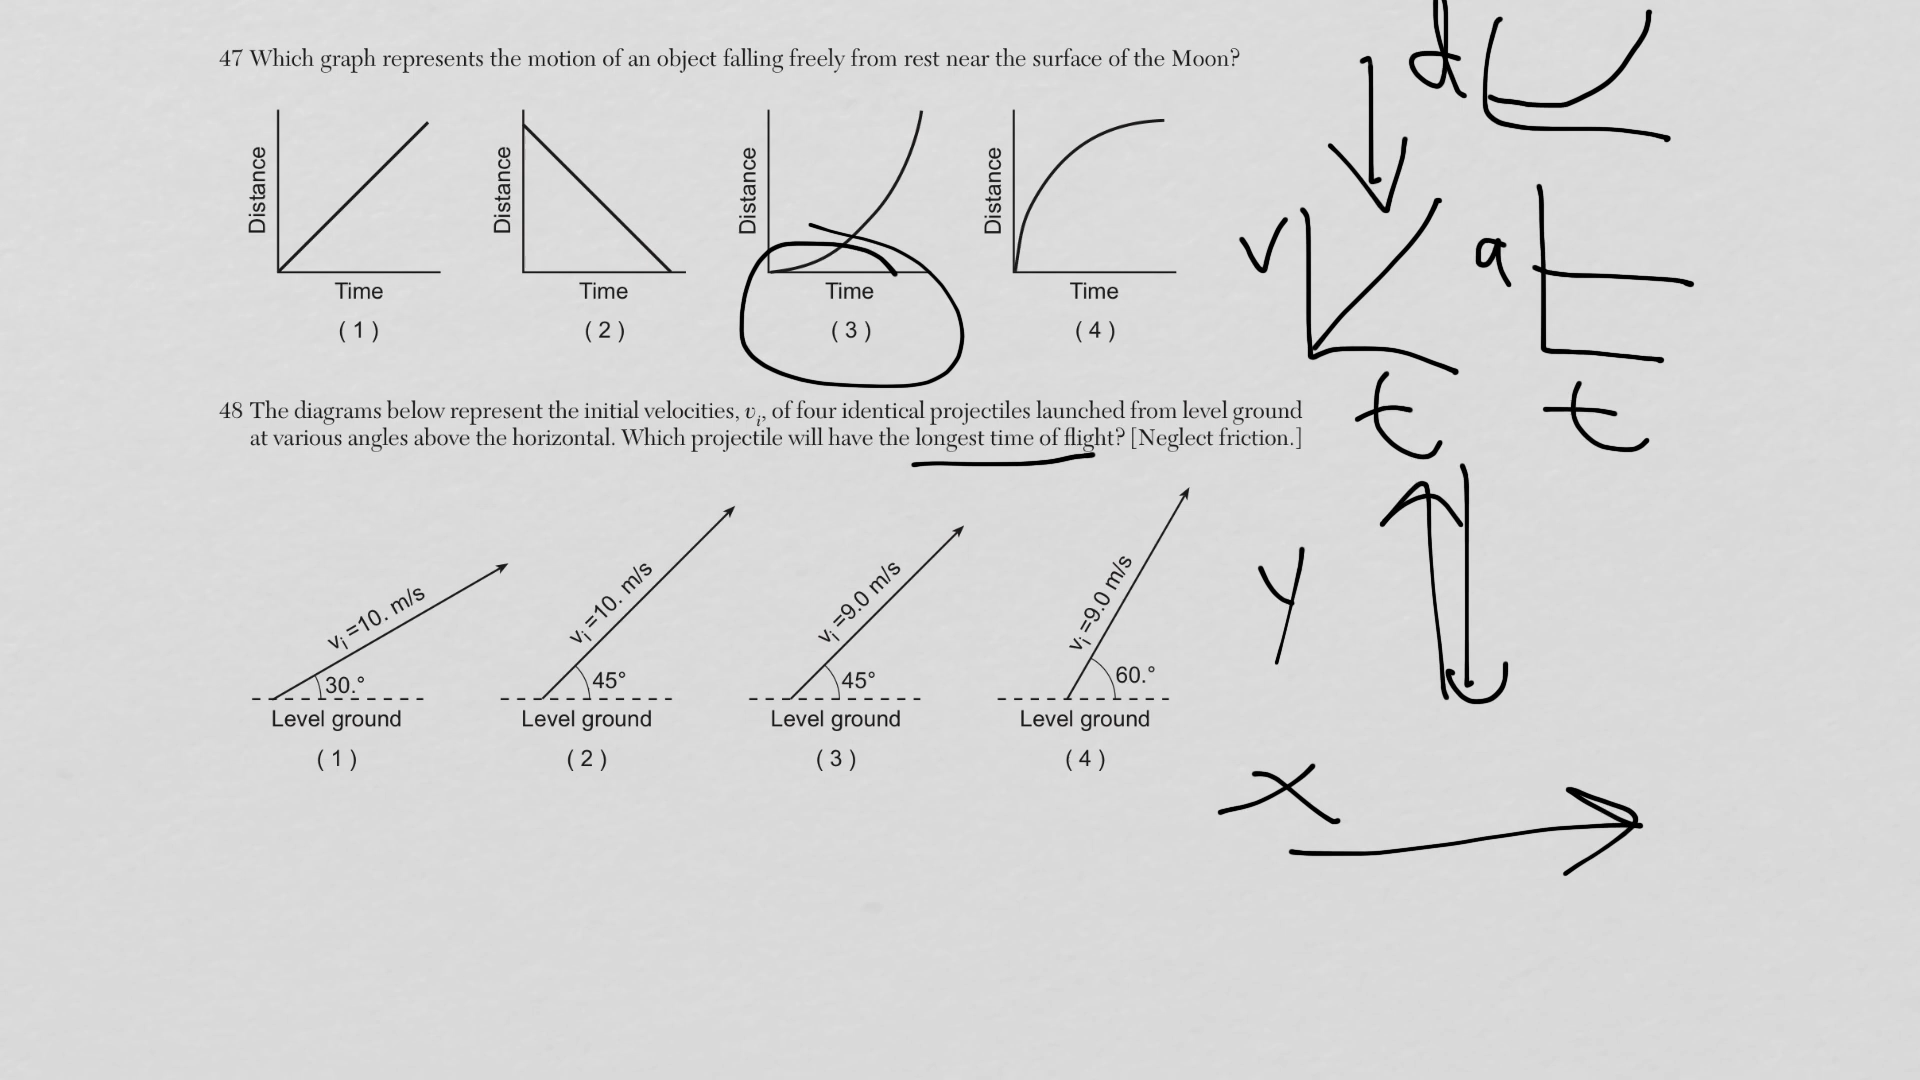 47 Which graph represents the motion of an object falling freely from rest near the surface of the Moon?
Distance
Time
( 1 )
Distance
Time
( 2 )
Distance
Time
( 3 )
Distance
Time
( 4 )
d
v
t
a
t
48 The diagrams below represent the initial velocities, vᵢ, of four identical projectiles launched from level ground
at various angles above the horizontal. Which projectile will have the longest time of flight? [Neglect friction.]
vᵢ =10. m/s
30.°
Level ground
( 1 )
vᵢ =10. m/s
45°
Level ground
( 2 )
vᵢ =9.0 m/s
45°
Level ground
( 3 )
vᵢ =9.0 m/s
60.°
Level ground
( 4 )
y
x